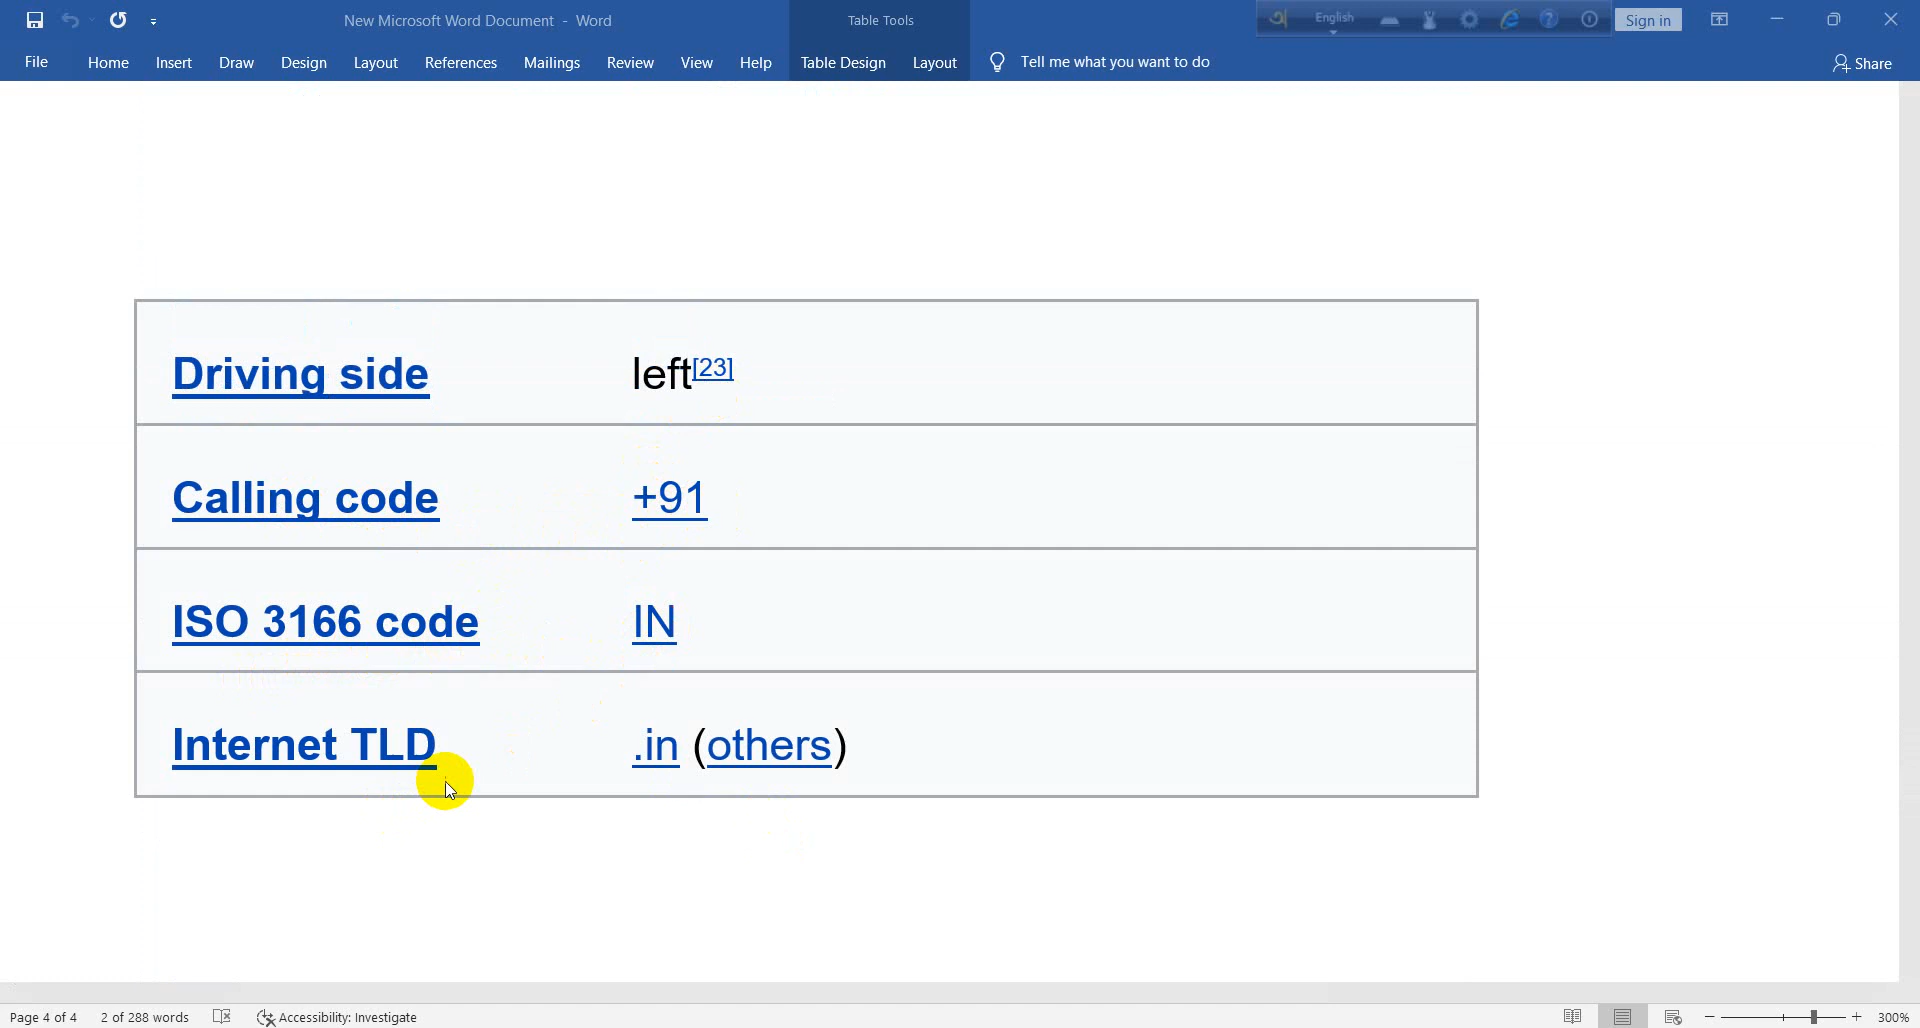 New Microsoft Word Document - Word
Table Tools
অ English
Sign in
File Home Insert Draw Design Layout References Mailings Review View Help Table Design Layout Tell me what you want to do
Share
Driving side left[23]
Calling code +91
ISO 3166 code IN
Internet TLD .in (others)
Page 4 of 4 2 of 288 words Accessibility: Investigate 300%